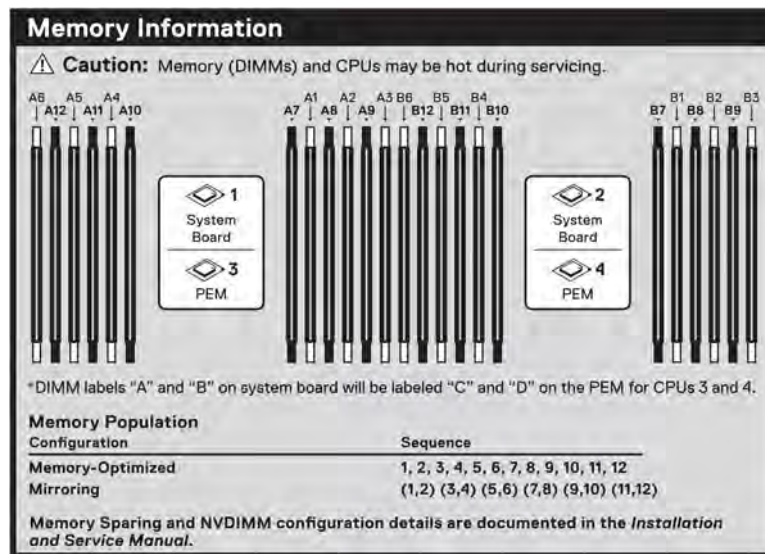 Memory Information
Caution: Memory (DIMMs) and CPUs may be hot during servicing.
A6 A12 A5 A11 A4 A10
A7 A1 A8 A2 A9 A3 B6 B12 B5 B11 B4 B10
B7 B1 B8 B2 B9 B3
1
System
Board
3
PEM
2
System
Board
4
PEM
*DIMM labels "A" and "B" on system board will be labeled "C" and "D" on the PEM for CPUs 3 and 4.
Memory Population
Configuration Sequence
Memory-Optimized 1, 2, 3, 4, 5, 6, 7, 8, 9, 10, 11, 12
Mirroring (1,2) (3,4) (5,6) (7,8) (9,10) (11,12)
Memory Sparing and NVDIMM configuration details are documented in the Installation
and Service Manual.